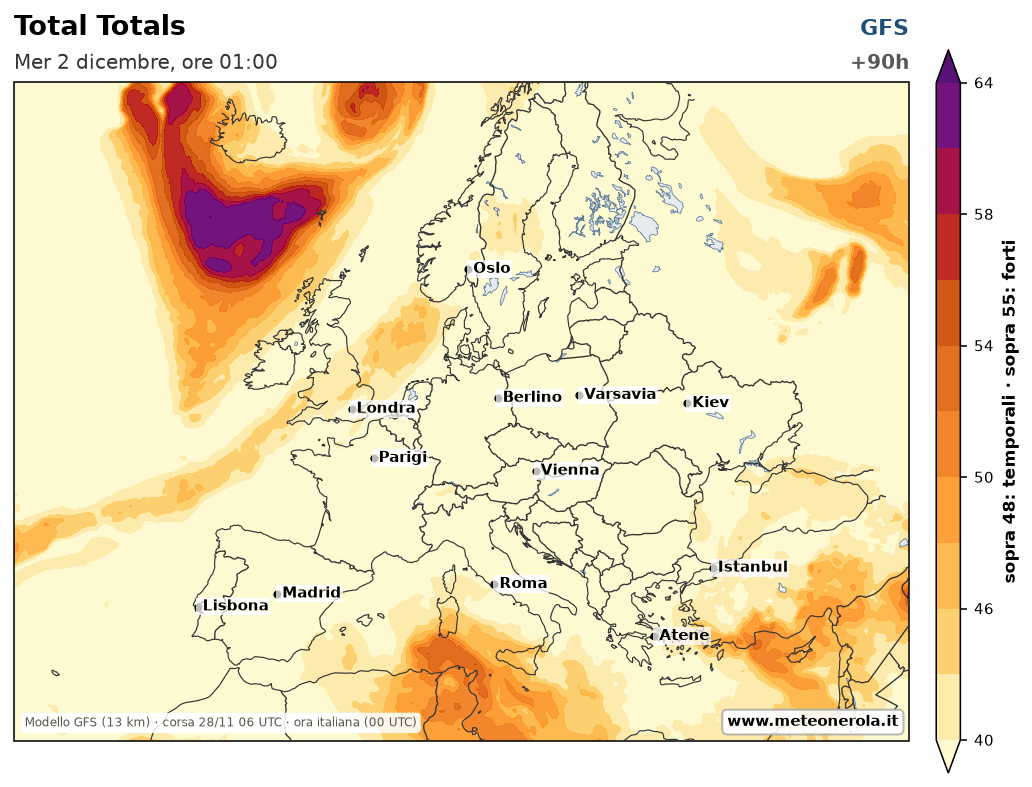 Total Totals
GFS
Mer 2 dicembre, ore 01:00
+90h
64
58
54
50
46
40
sopra 48: temporali · sopra 55: forti
Oslo
Berlino
Varsavia
Kiev
Londra
Parigi
Vienna
Istanbul
Roma
Madrid
Lisbona
Atene
Modello GFS (13 km) · corsa 28/11 06 UTC · ora italiana (00 UTC)
www.meteonerola.it